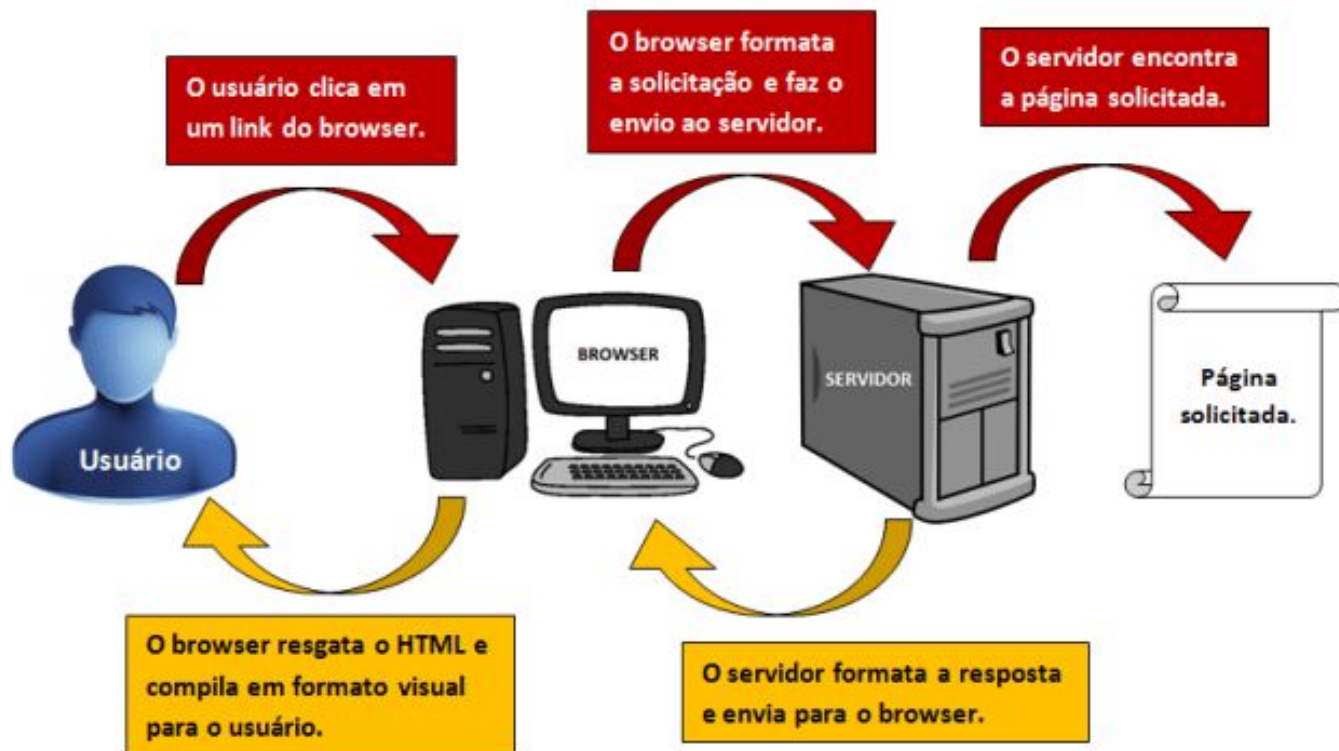 O usuário clica em
um link do browser.
O browser formata
a solicitação e faz o
envio ao servidor.
O servidor encontra
a página solicitada.
Usuário
BROWSER
SERVIDOR
Página
solicitada.
O browser resgata o HTML e
compila em formato visual
para o usuário.
O servidor formata a resposta
e envia para o browser.